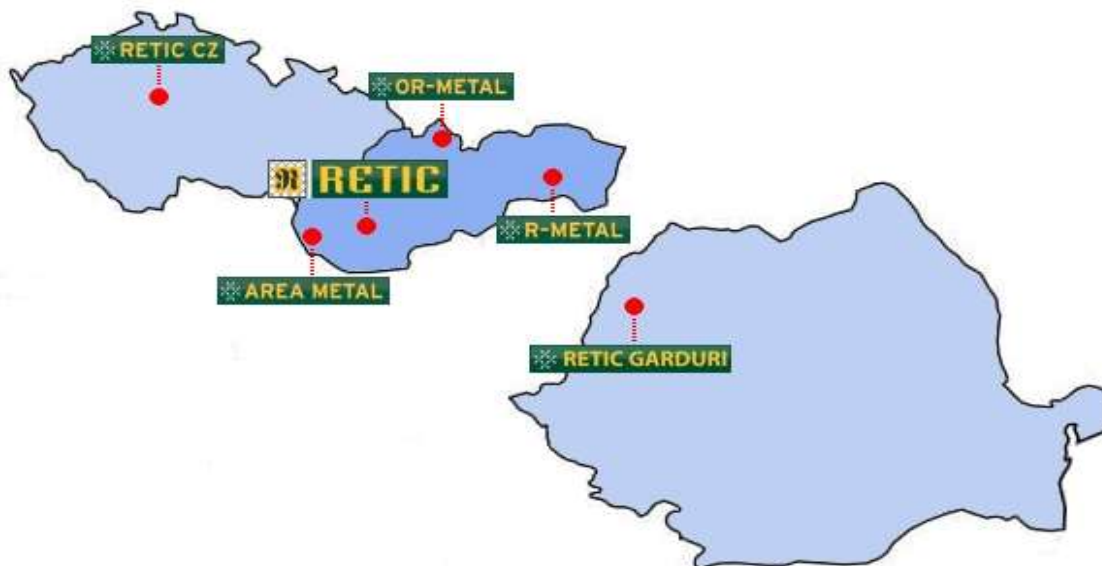 RETIC CZ
OR-METAL
RETIC
R-METAL
AREA METAL
RETIC GARDURI